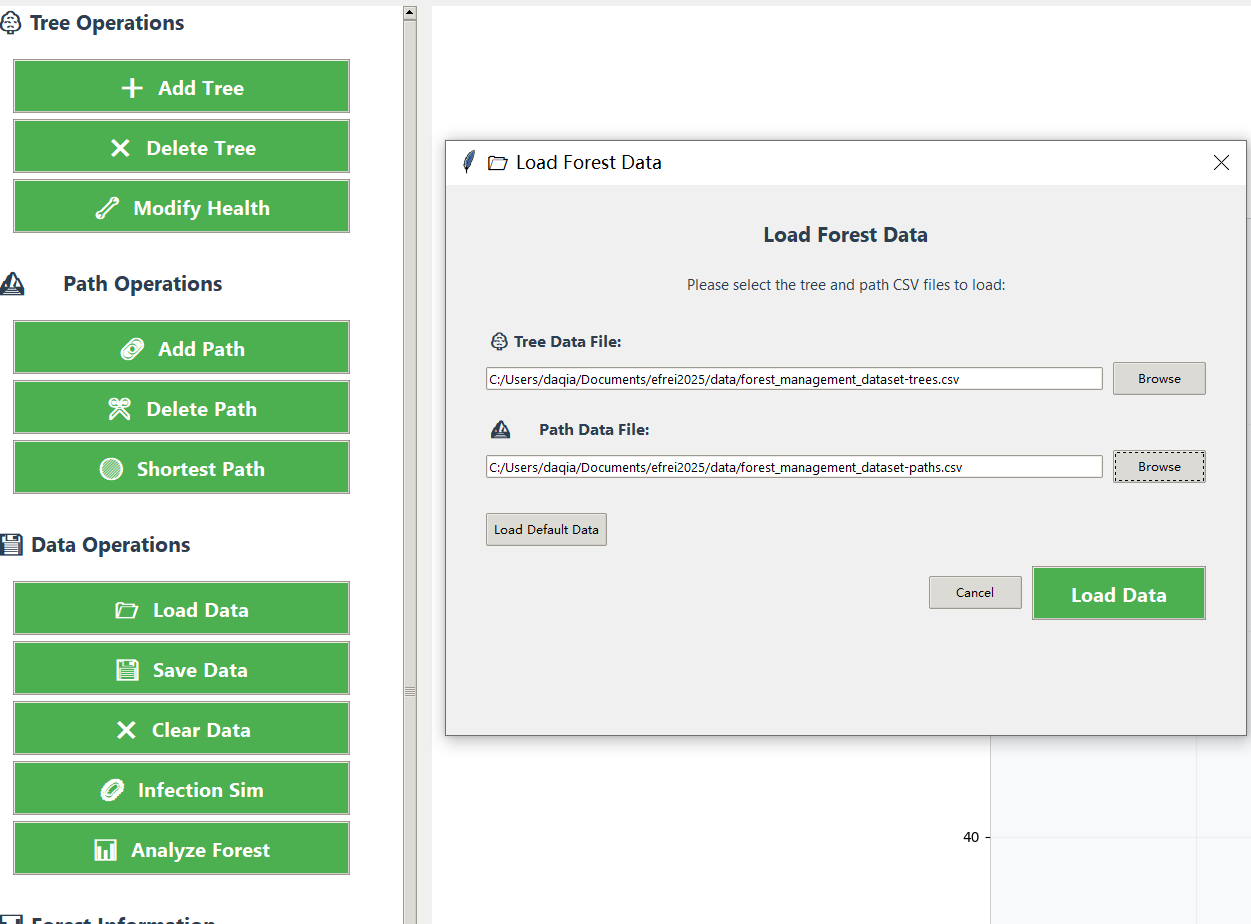 Tree Operations
Add Tree
Delete Tree
Modify Health
Path Operations
Add Path
Delete Path
Shortest Path
Data Operations
Load Data
Save Data
Clear Data
Infection Sim
Analyze Forest
Forest Information
Load Forest Data
Load Forest Data
Please select the tree and path CSV files to load:
Tree Data File:
C:/Users/daqia/Documents/efrei2025/data/forest_management_dataset-trees.csv
Browse
Path Data File:
C:/Users/daqia/Documents/efrei2025/data/forest_management_dataset-paths.csv
Browse
Load Default Data
Cancel
Load Data
40